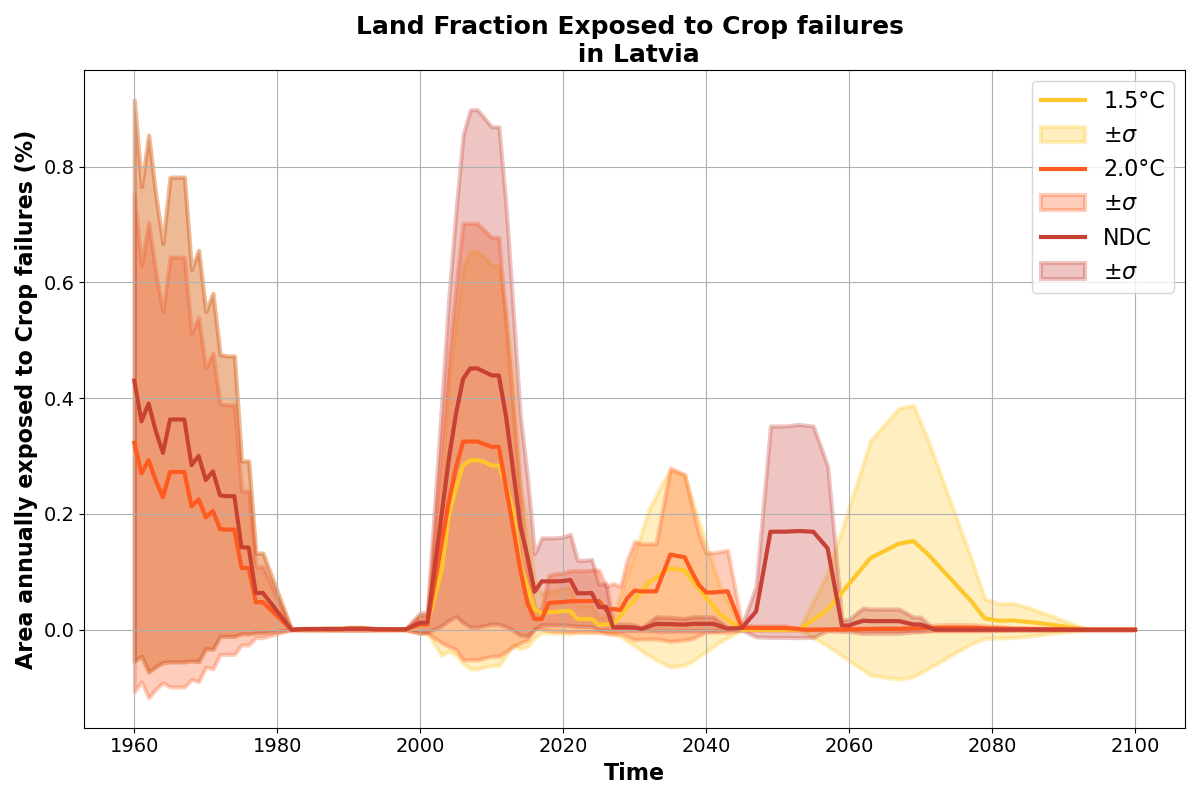 Land Fraction Exposed to Crop failures
in Latvia
Area annually exposed to Crop failures (%)
0.8
0.6
0.4
0.2
0.0
1960 1980 2000 2020 2040 2060 2080 2100
Time
1.5°C
±σ
2.0°C
±σ
NDC
±σ